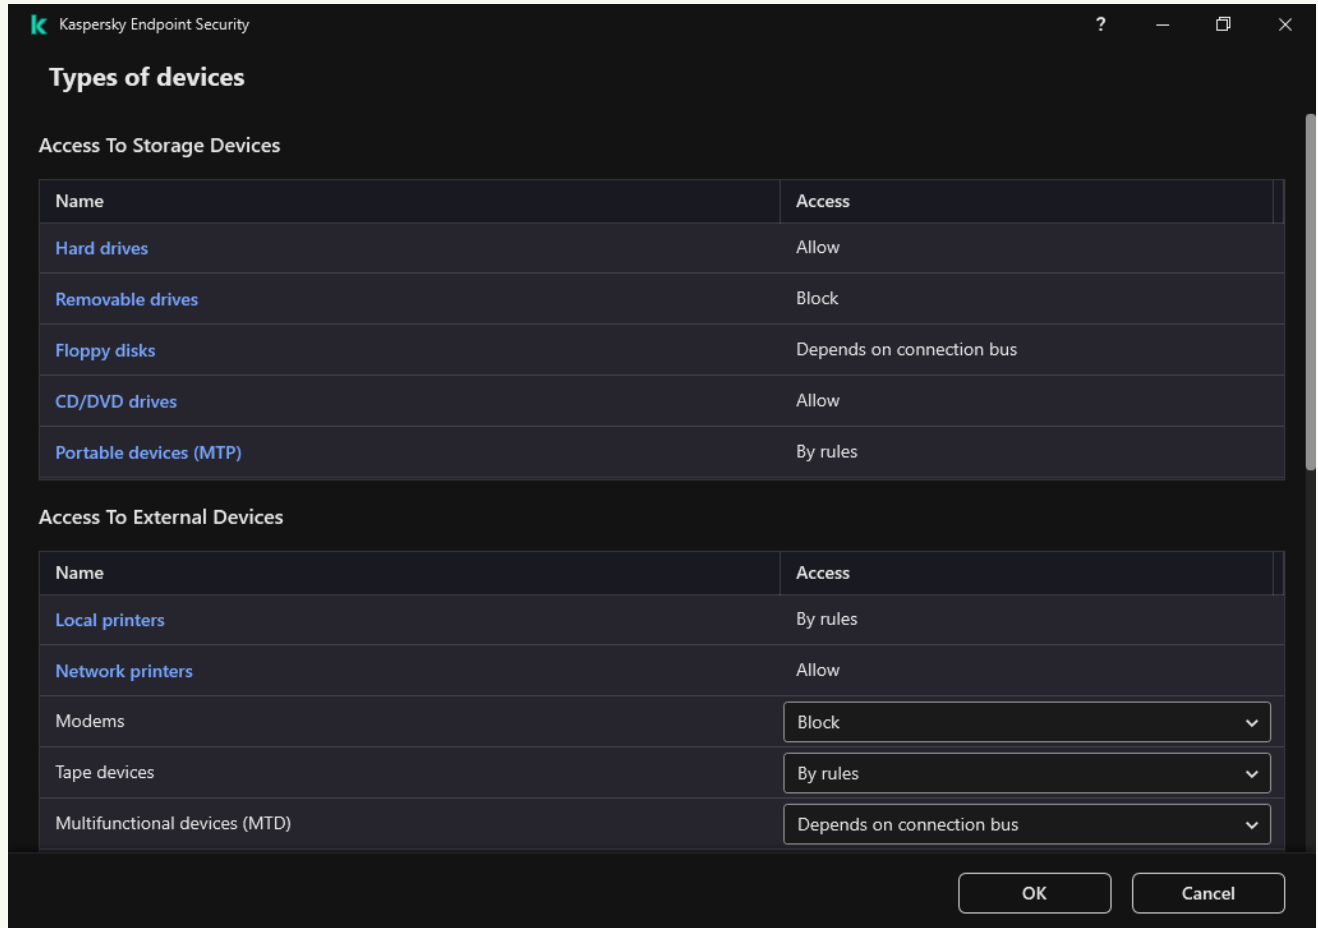 Kaspersky Endpoint Security ?
Types of devices
Access To Storage Devices
Name Access
Hard drives Allow
Removable drives Block
Floppy disks Depends on connection bus
CD/DVD drives Allow
Portable devices (MTP) By rules
Access To External Devices
Name Access
Local printers By rules
Network printers Allow
Modems Block
Tape devices By rules
Multifunctional devices (MTD) Depends on connection bus
OK Cancel